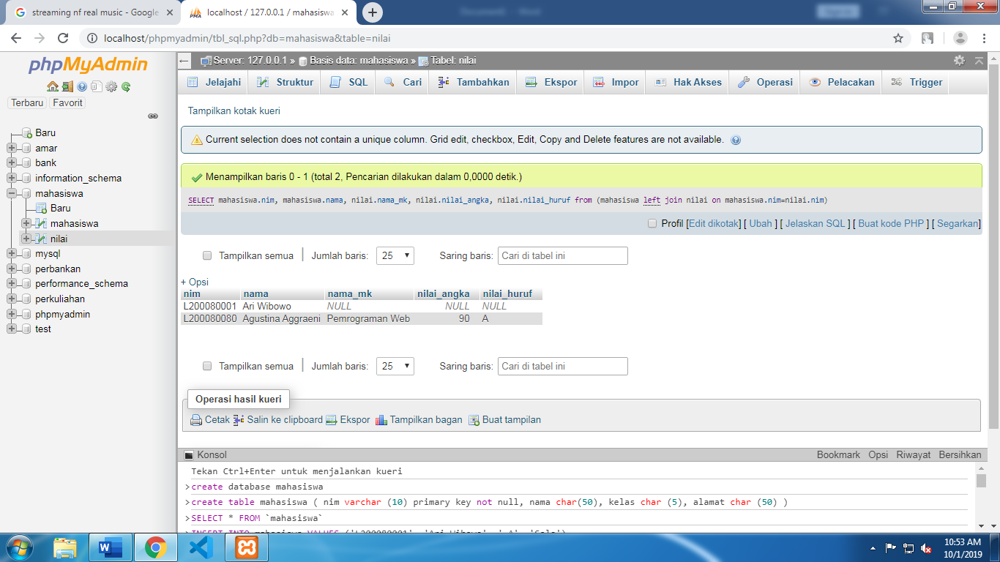 streaming nf real music - Google
localhost / 127.0.0.1 / mahasiswa
localhost/phpmyadmin/tbl_sql.php?db=mahasiswa&table=nilai
phpMyAdmin
Terbaru Favorit
Baru
amar
bank
information_schema
mahasiswa
Baru
mahasiswa
nilai
mysql
perbankan
performance_schema
perkuliahan
phpmyadmin
test
Server: 127.0.0.1 » Basis data: mahasiswa » Tabel: nilai
Jelajahi Struktur SQL Cari Tambahkan Ekspor Impor Hak Akses Operasi Pelacakan Trigger
Tampilkan kotak kueri
Current selection does not contain a unique column. Grid edit, checkbox, Edit, Copy and Delete features are not available.
Menampilkan baris 0 - 1 (total 2, Pencarian dilakukan dalam 0,0000 detik.)
SELECT mahasiswa.nim, mahasiswa.nama, nilai.nama_mk, nilai.nilai_angka, nilai.nilai_huruf from (mahasiswa left join nilai on mahasiswa.nim=nilai.nim)
Profil [Edit dikotak] [ Ubah ] [ Jelaskan SQL ] [ Buat kode PHP ] [ Segarkan]
Tampilkan semua | Jumlah baris: 25 Saring baris: Cari di tabel ini
+ Opsi
nim nama nama_mk nilai_angka nilai_huruf
L200080001 Ari Wibowo NULL NULL NULL
L200080080 Agustina Aggraeni Pemrograman Web 90 A
Tampilkan semua | Jumlah baris: 25 Saring baris: Cari di tabel ini
Operasi hasil kueri
Cetak Salin ke clipboard Ekspor Tampilkan bagan Buat tampilan
Konsol Bookmark Opsi Riwayat Bersihkan
Tekan Ctrl+Enter untuk menjalankan kueri
>create database mahasiswa
>create table mahasiswa ( nim varchar (10) primary key not null, nama char(50), kelas char (5), alamat char (50) )
>SELECT * FROM `mahasiswa`
10:53 AM
10/1/2019